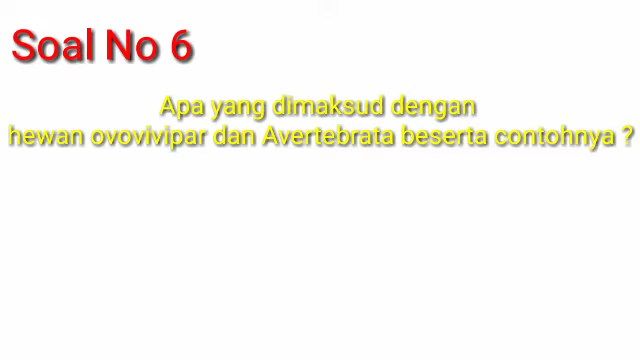 Soal No 6
Apa yang dimaksud dengan
hewan ovovivipar dan Avertebrata beserta contohnya ?